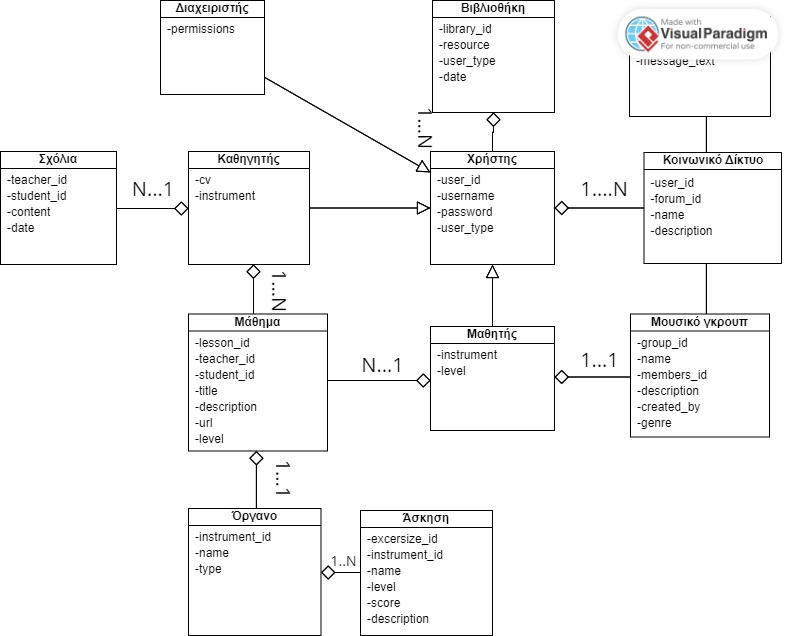 Διαχειριστής
-permissions
Βιβλιοθήκη
-library_id
-resource
-user_type
-date
Made with
VisualParadigm
For non-commercial use
-message_text
1....N
Σχόλια
-teacher_id
-student_id
-content
-date
N...1
Καθηγητής
-cv
-instrument
Χρήστης
-user_id
-username
-password
-user_type
1....N
Κοινωνικό Δίκτυο
-user_id
-forum_id
-name
-description
1...N
Μάθημα
-lesson_id
-teacher_id
-student_id
-title
-description
-url
-level
N...1
Μαθητής
-instrument
-level
1...1
Μουσικό γκρουπ
-group_id
-name
-members_id
-description
-created_by
-genre
1...1
Όργανο
-instrument_id
-name
-type
1..N
Άσκηση
-excersize_id
-instrument_id
-name
-level
-score
-description